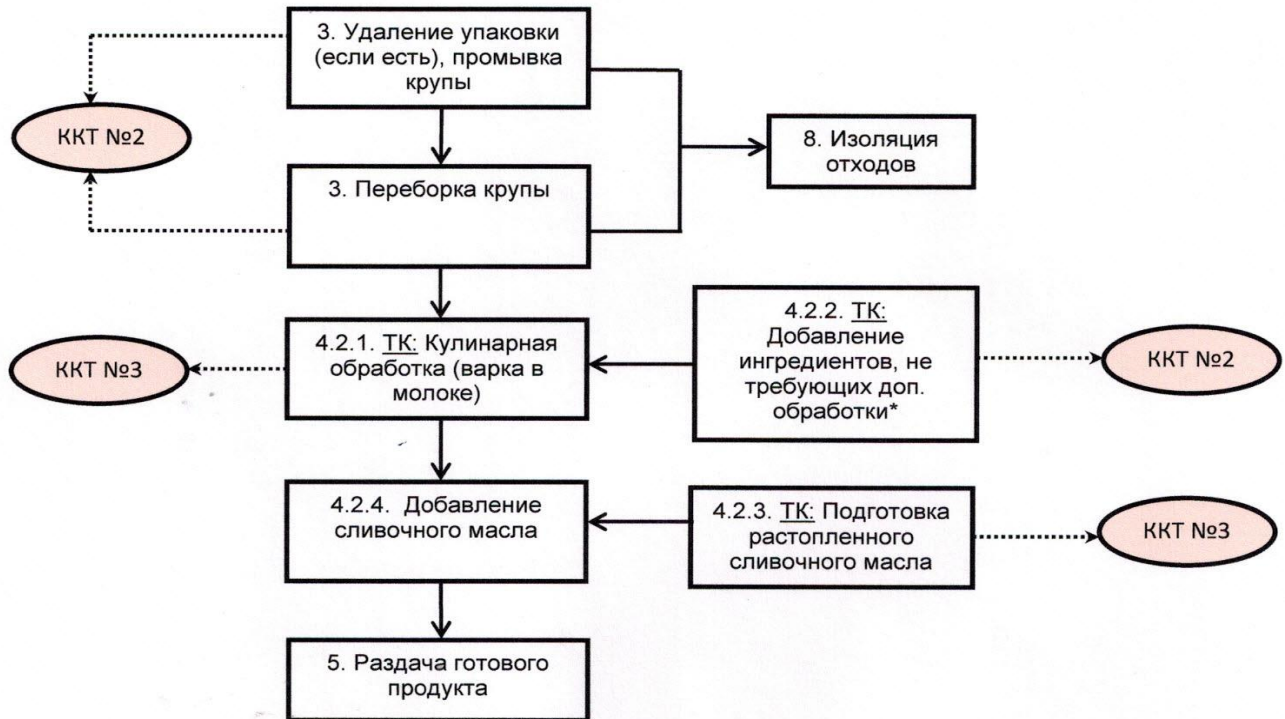 3. Удаление упаковки
(если есть), промывка
крупы
ККТ №2
8. Изоляция
отходов
3. Переборка крупы
4.2.1. ТК: Кулинарная
обработка (варка в
молоке)
ККТ №3
4.2.2. ТК:
Добавление
ингредиентов, не
требующих доп.
обработки*
ККТ №2
4.2.4. Добавление
сливочного масла
4.2.3. ТК: Подготовка
растопленного
сливочного масла
ККТ №3
5. Раздача готового
продукта